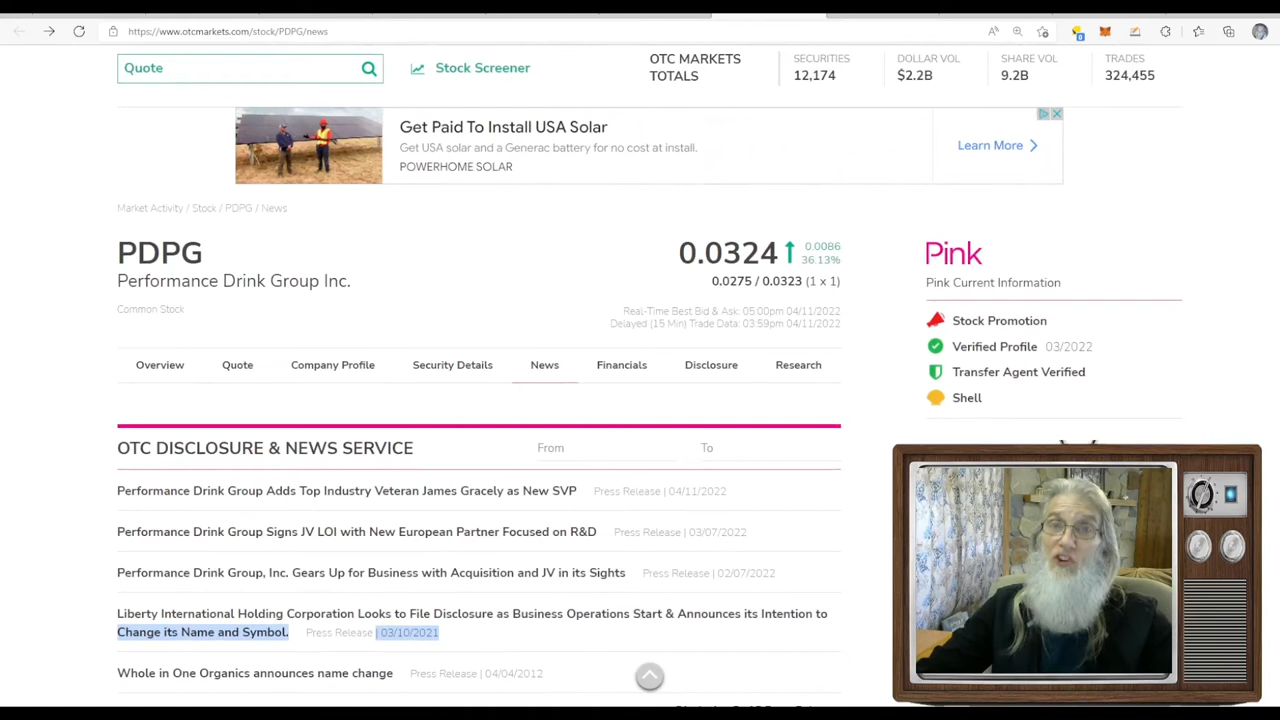 https://www.otcmarkets.com/stock/PDPG/news
Quote
Stock Screener
OTC MARKETS
TOTALS
SECURITIES
12,174
DOLLAR VOL
$2.2B
SHARE VOL
9.2B
TRADES
324,455
Get Paid To Install USA Solar
Get USA solar and a Generac battery for no cost at install.
POWERHOME SOLAR
Learn More
Market Activity / Stock / PDPG / News
PDPG
Performance Drink Group Inc.
Common Stock
0.0324
0.0086
36.13%
0.0275 / 0.0323 (1 x 1)
Real-Time Best Bid & Ask: 05:00pm 04/11/2022
Delayed (15 Min) Trade Data: 03:59pm 04/11/2022
Pink
Pink Current Information
Stock Promotion
Verified Profile 03/2022
Transfer Agent Verified
Shell
Overview
Quote
Company Profile
Security Details
News
Financials
Disclosure
Research
OTC DISCLOSURE & NEWS SERVICE
From
To
Performance Drink Group Adds Top Industry Veteran James Gracely as New SVP Press Release | 04/11/2022
Performance Drink Group Signs JV LOI with New European Partner Focused on R&D Press Release | 03/07/2022
Performance Drink Group, Inc. Gears Up for Business with Acquisition and JV in its Sights Press Release | 02/07/2022
Liberty International Holding Corporation Looks to File Disclosure as Business Operations Start & Announces its Intention to
Change its Name and Symbol. Press Release | 03/10/2021
Whole in One Organics announces name change Press Release | 04/04/2012